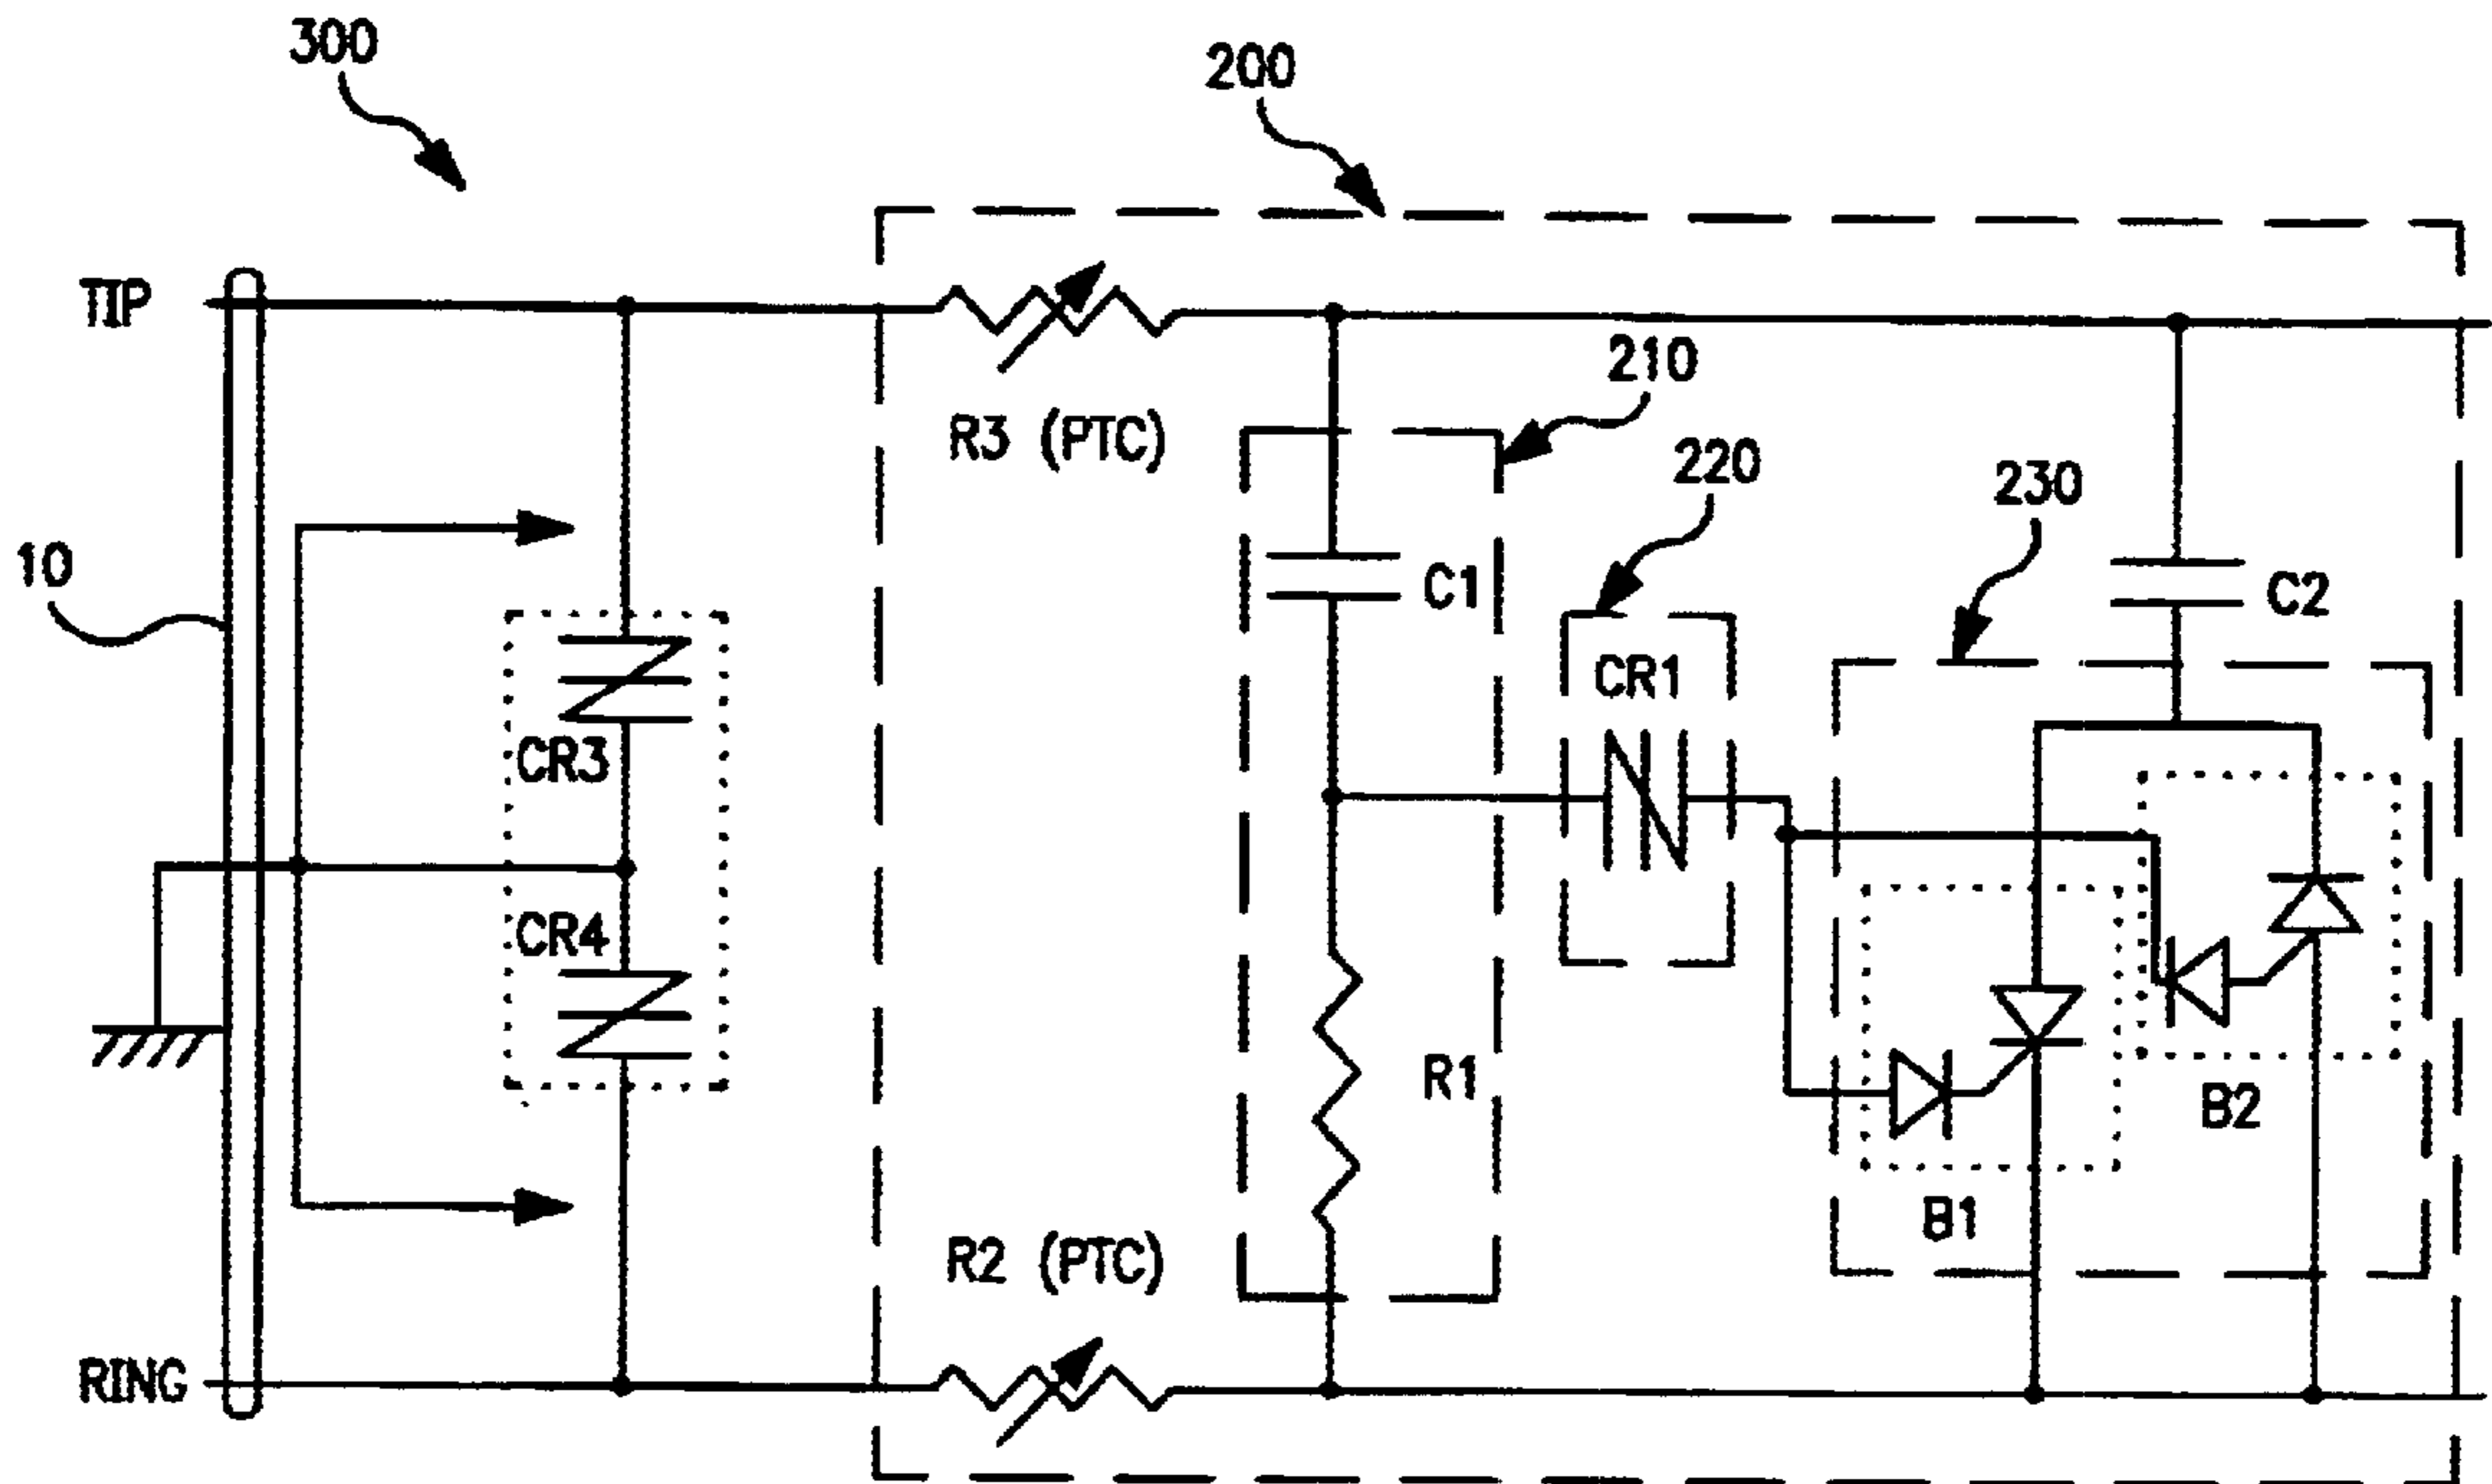 300
200
TIP
R3 (PTC)
210
220
230
10
C1
C2
CR1
CR3
CR4
R1
B2
B1
R2 (PTC)
RING